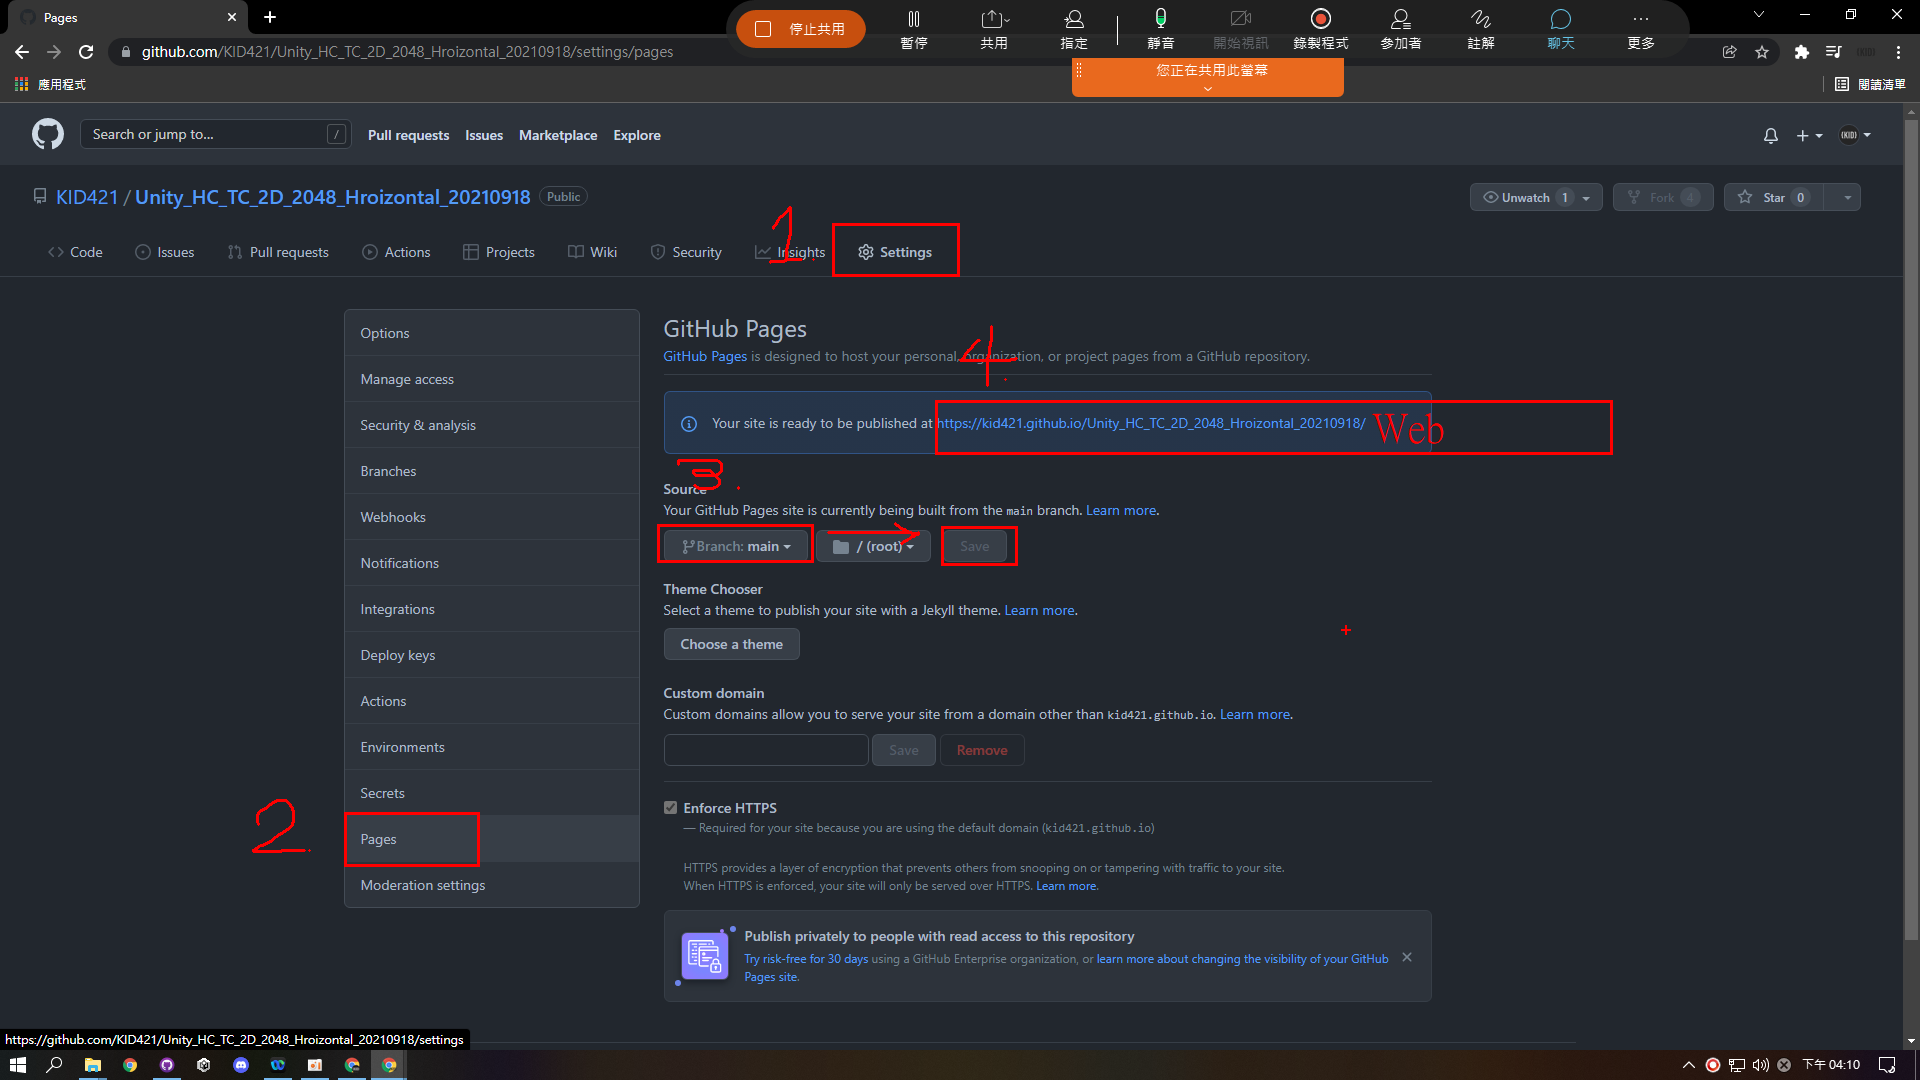 Pages
停止共用
暫停
共用
指定
靜音
開始視訊
錄製程式
參加者
註解
聊天
更多
github.com/KID421/Unity_HC_TC_2D_2048_Hroizontal_20210918/settings/pages
您正在共用此螢幕
應用程式
閱讀清單
Search or jump to...
/
Pull requests
Issues
Marketplace
Explore
(KID)
KID421 / Unity_HC_TC_2D_2048_Hroizontal_20210918
Public
Unwatch 1
Fork 4
Star 0
Code
Issues
Pull requests
Actions
Projects
Wiki
Security
1
Insights
Settings
Options
Manage access
Security & analysis
Branches
Webhooks
Notifications
Integrations
Deploy keys
Actions
Environments
Secrets
2.
Pages
Moderation settings
GitHub Pages
4.
GitHub Pages is designed to host your personal, organization, or project pages from a GitHub repository.
Your site is ready to be published at https://kid421.github.io/Unity_HC_TC_2D_2048_Hroizontal_20210918/
Web
3.
Source
Your GitHub Pages site is currently being built from the main branch. Learn more.
Branch: main
/ (root)
Save
Theme Chooser
Select a theme to publish your site with a Jekyll theme. Learn more.
Choose a theme
Custom domain
Custom domains allow you to serve your site from a domain other than kid421.github.io. Learn more.
Save
Remove
Enforce HTTPS
— Required for your site because you are using the default domain (kid421.github.io)
HTTPS provides a layer of encryption that prevents others from snooping on or tampering with traffic to your site.
When HTTPS is enforced, your site will only be served over HTTPS. Learn more.
Publish privately to people with read access to this repository
Try risk-free for 30 days using a GitHub Enterprise organization, or learn more about changing the visibility of your GitHub
Pages site.
https://github.com/KID421/Unity_HC_TC_2D_2048_Hroizontal_20210918/settings
下午 04:10